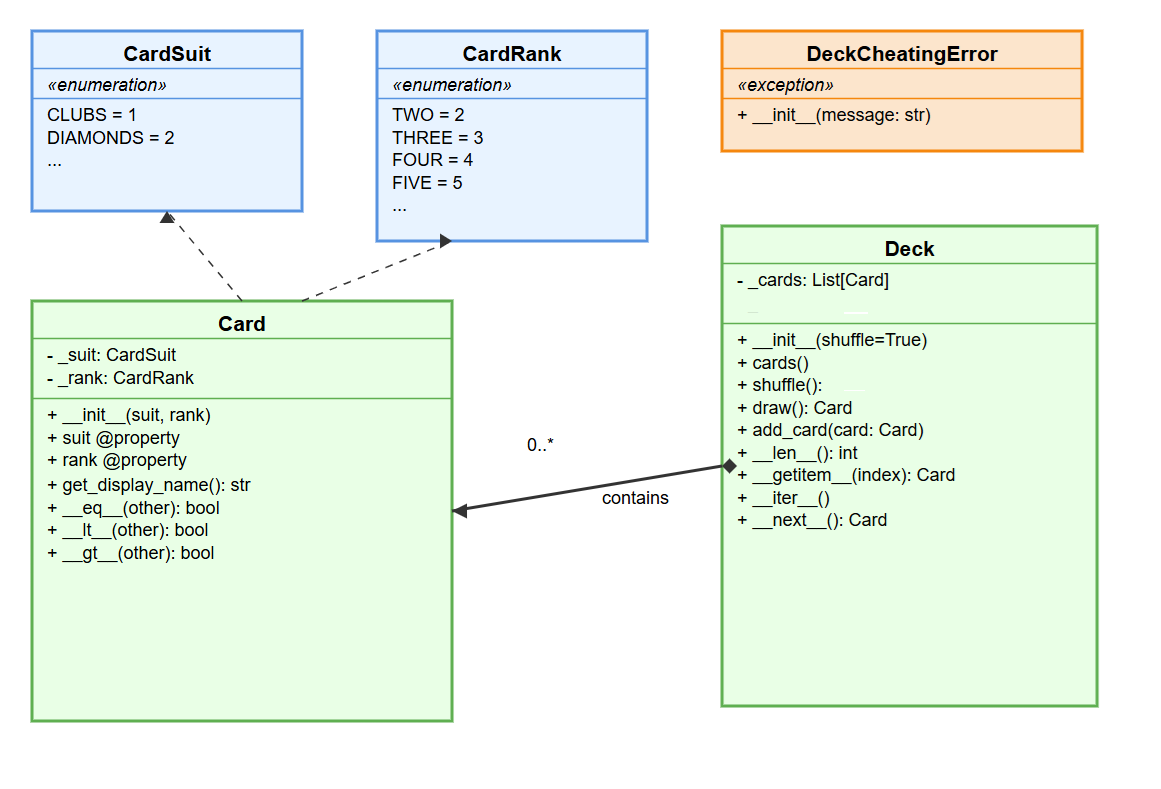 CardSuit
«enumeration»
CLUBS = 1
DIAMONDS = 2
...
CardRank
«enumeration»
TWO = 2
THREE = 3
FOUR = 4
FIVE = 5
...
DeckCheatingError
«exception»
+ __init__(message: str)
Card
- _suit: CardSuit
- _rank: CardRank
+ __init__(suit, rank)
+ suit @property
+ rank @property
+ get_display_name(): str
+ __eq__(other): bool
+ __lt__(other): bool
+ __gt__(other): bool
0..*
contains
Deck
- _cards: List[Card]
+ __init__(shuffle=True)
+ cards()
+ shuffle():
+ draw(): Card
+ add_card(card: Card)
+ __len__(): int
+ __getitem__(index): Card
+ __iter__()
+ __next__(): Card